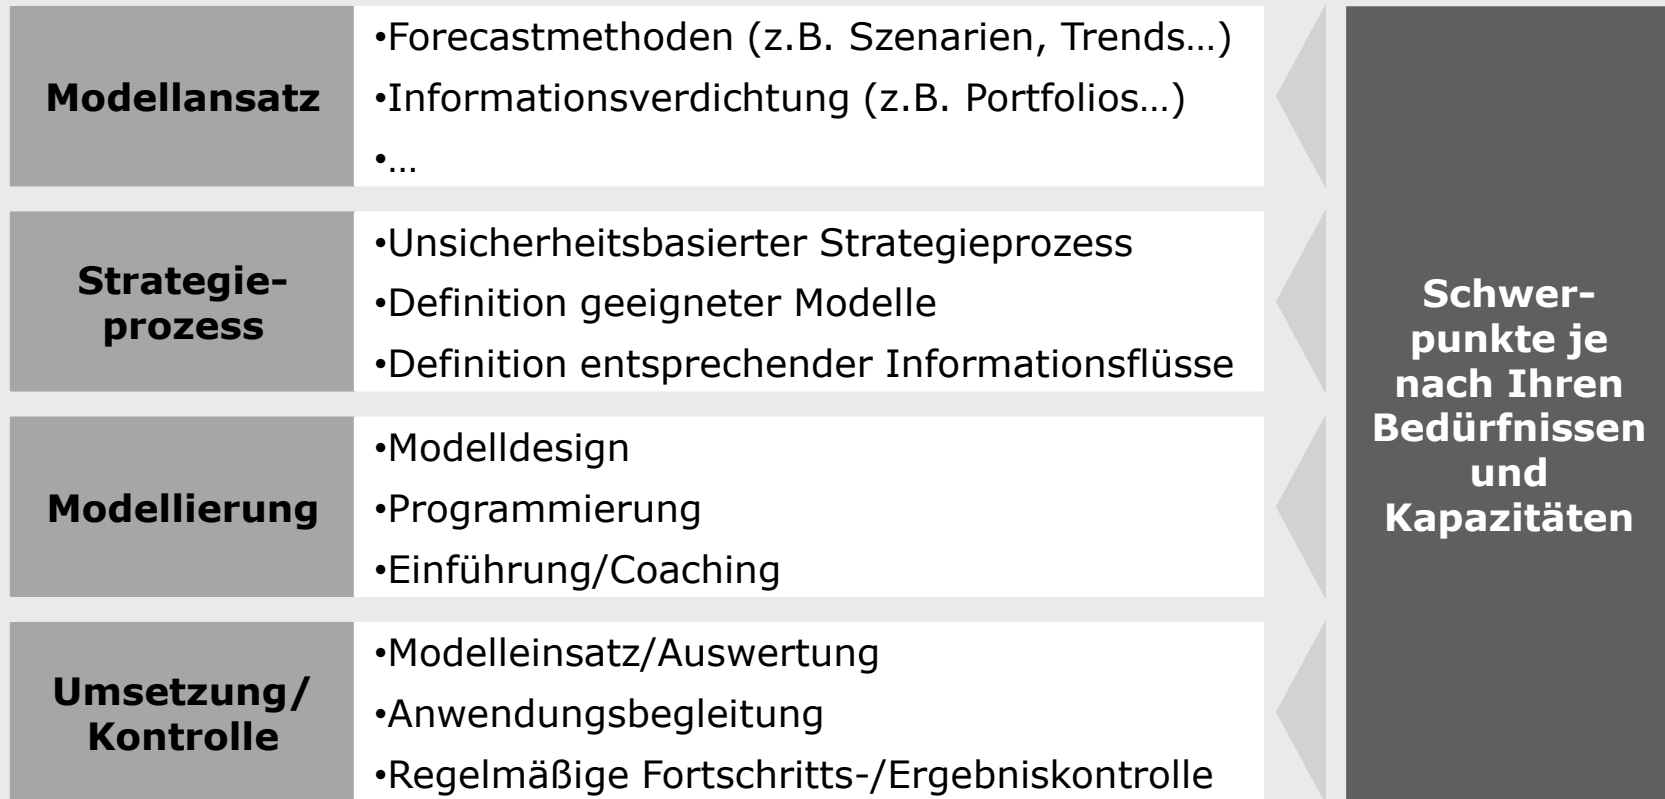 Modellansatz
•Forecastmethoden (z.B. Szenarien, Trends…)
•Informationsverdichtung (z.B. Portfolios…)
•…
Strategie-
prozess
•Unsicherheitsbasierter Strategieprozess
•Definition geeigneter Modelle
•Definition entsprechender Informationsflüsse
Modellierung
•Modelldesign
•Programmierung
•Einführung/Coaching
Umsetzung/
Kontrolle
•Modelleinsatz/Auswertung
•Anwendungsbegleitung
•Regelmäßige Fortschritts-/Ergebniskontrolle
Schwer-
punkte je
nach Ihren
Bedürfnissen
und
Kapazitäten